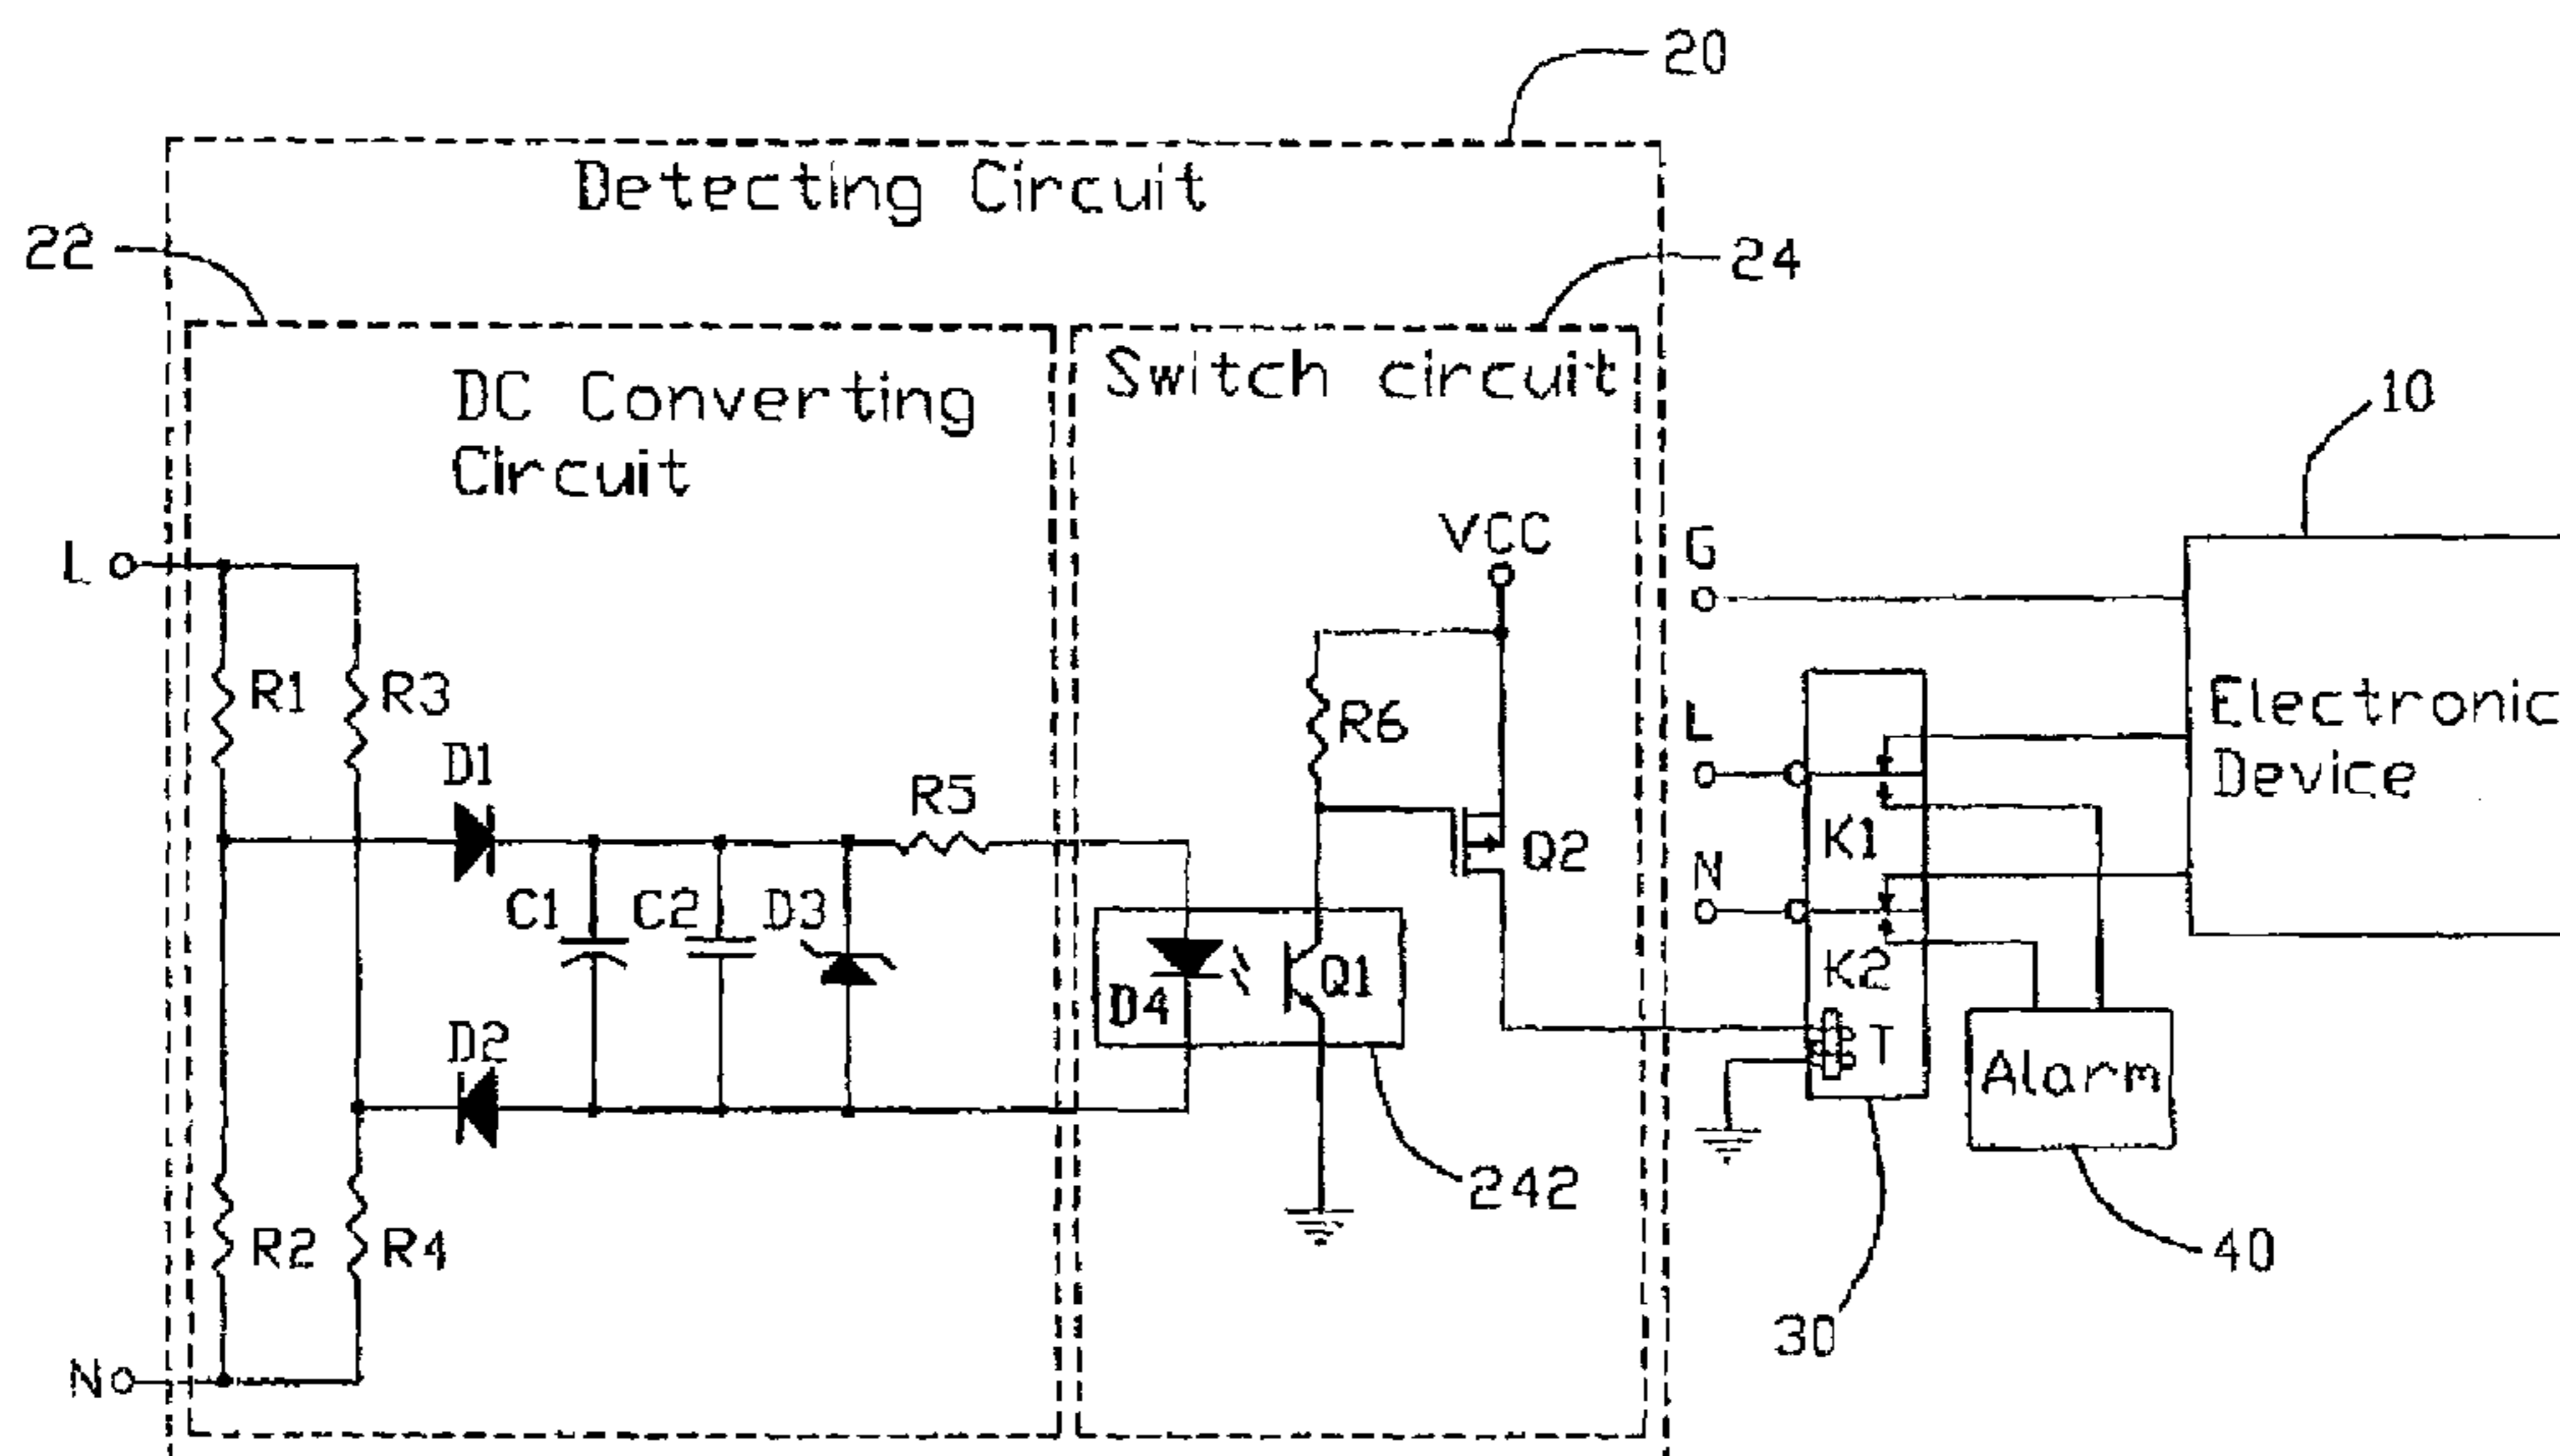 20
Detecting Circuit
22
24
DC Converting
Circuit
Switch circuit
10
VCC
G
L
R1
R3
R6
Electronic
Device
L
D1
R5
K1
Q2
N
C1
C2
D3
K2
D4
Q1
D2
T
Alarm
242
R2
R4
40
30
N